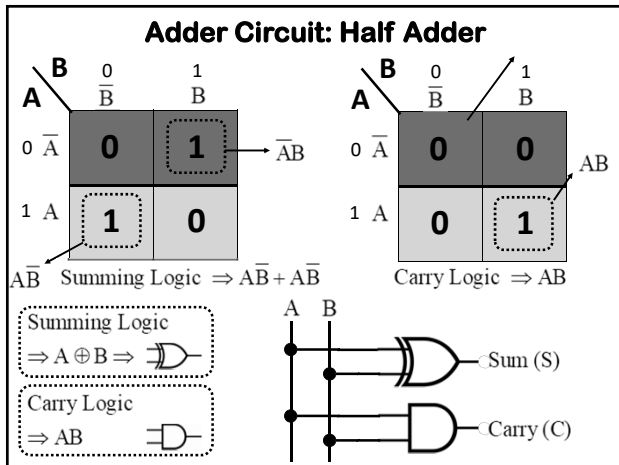 Adder Circuit: Half Adder
B 0 1
A B̅ B
0 A̅ 0 1 A̅B
1 A 1 0
AB̅
Summing Logic ⇒ AB̅ + AB̅
B 0 1
A B̅ B
0 A̅ 0 0
AB
1 A 0 1
Carry Logic ⇒ AB
Summing Logic
⇒ A ⊕ B ⇒
Carry Logic
⇒ AB
A B
Sum (S)
Carry (C)